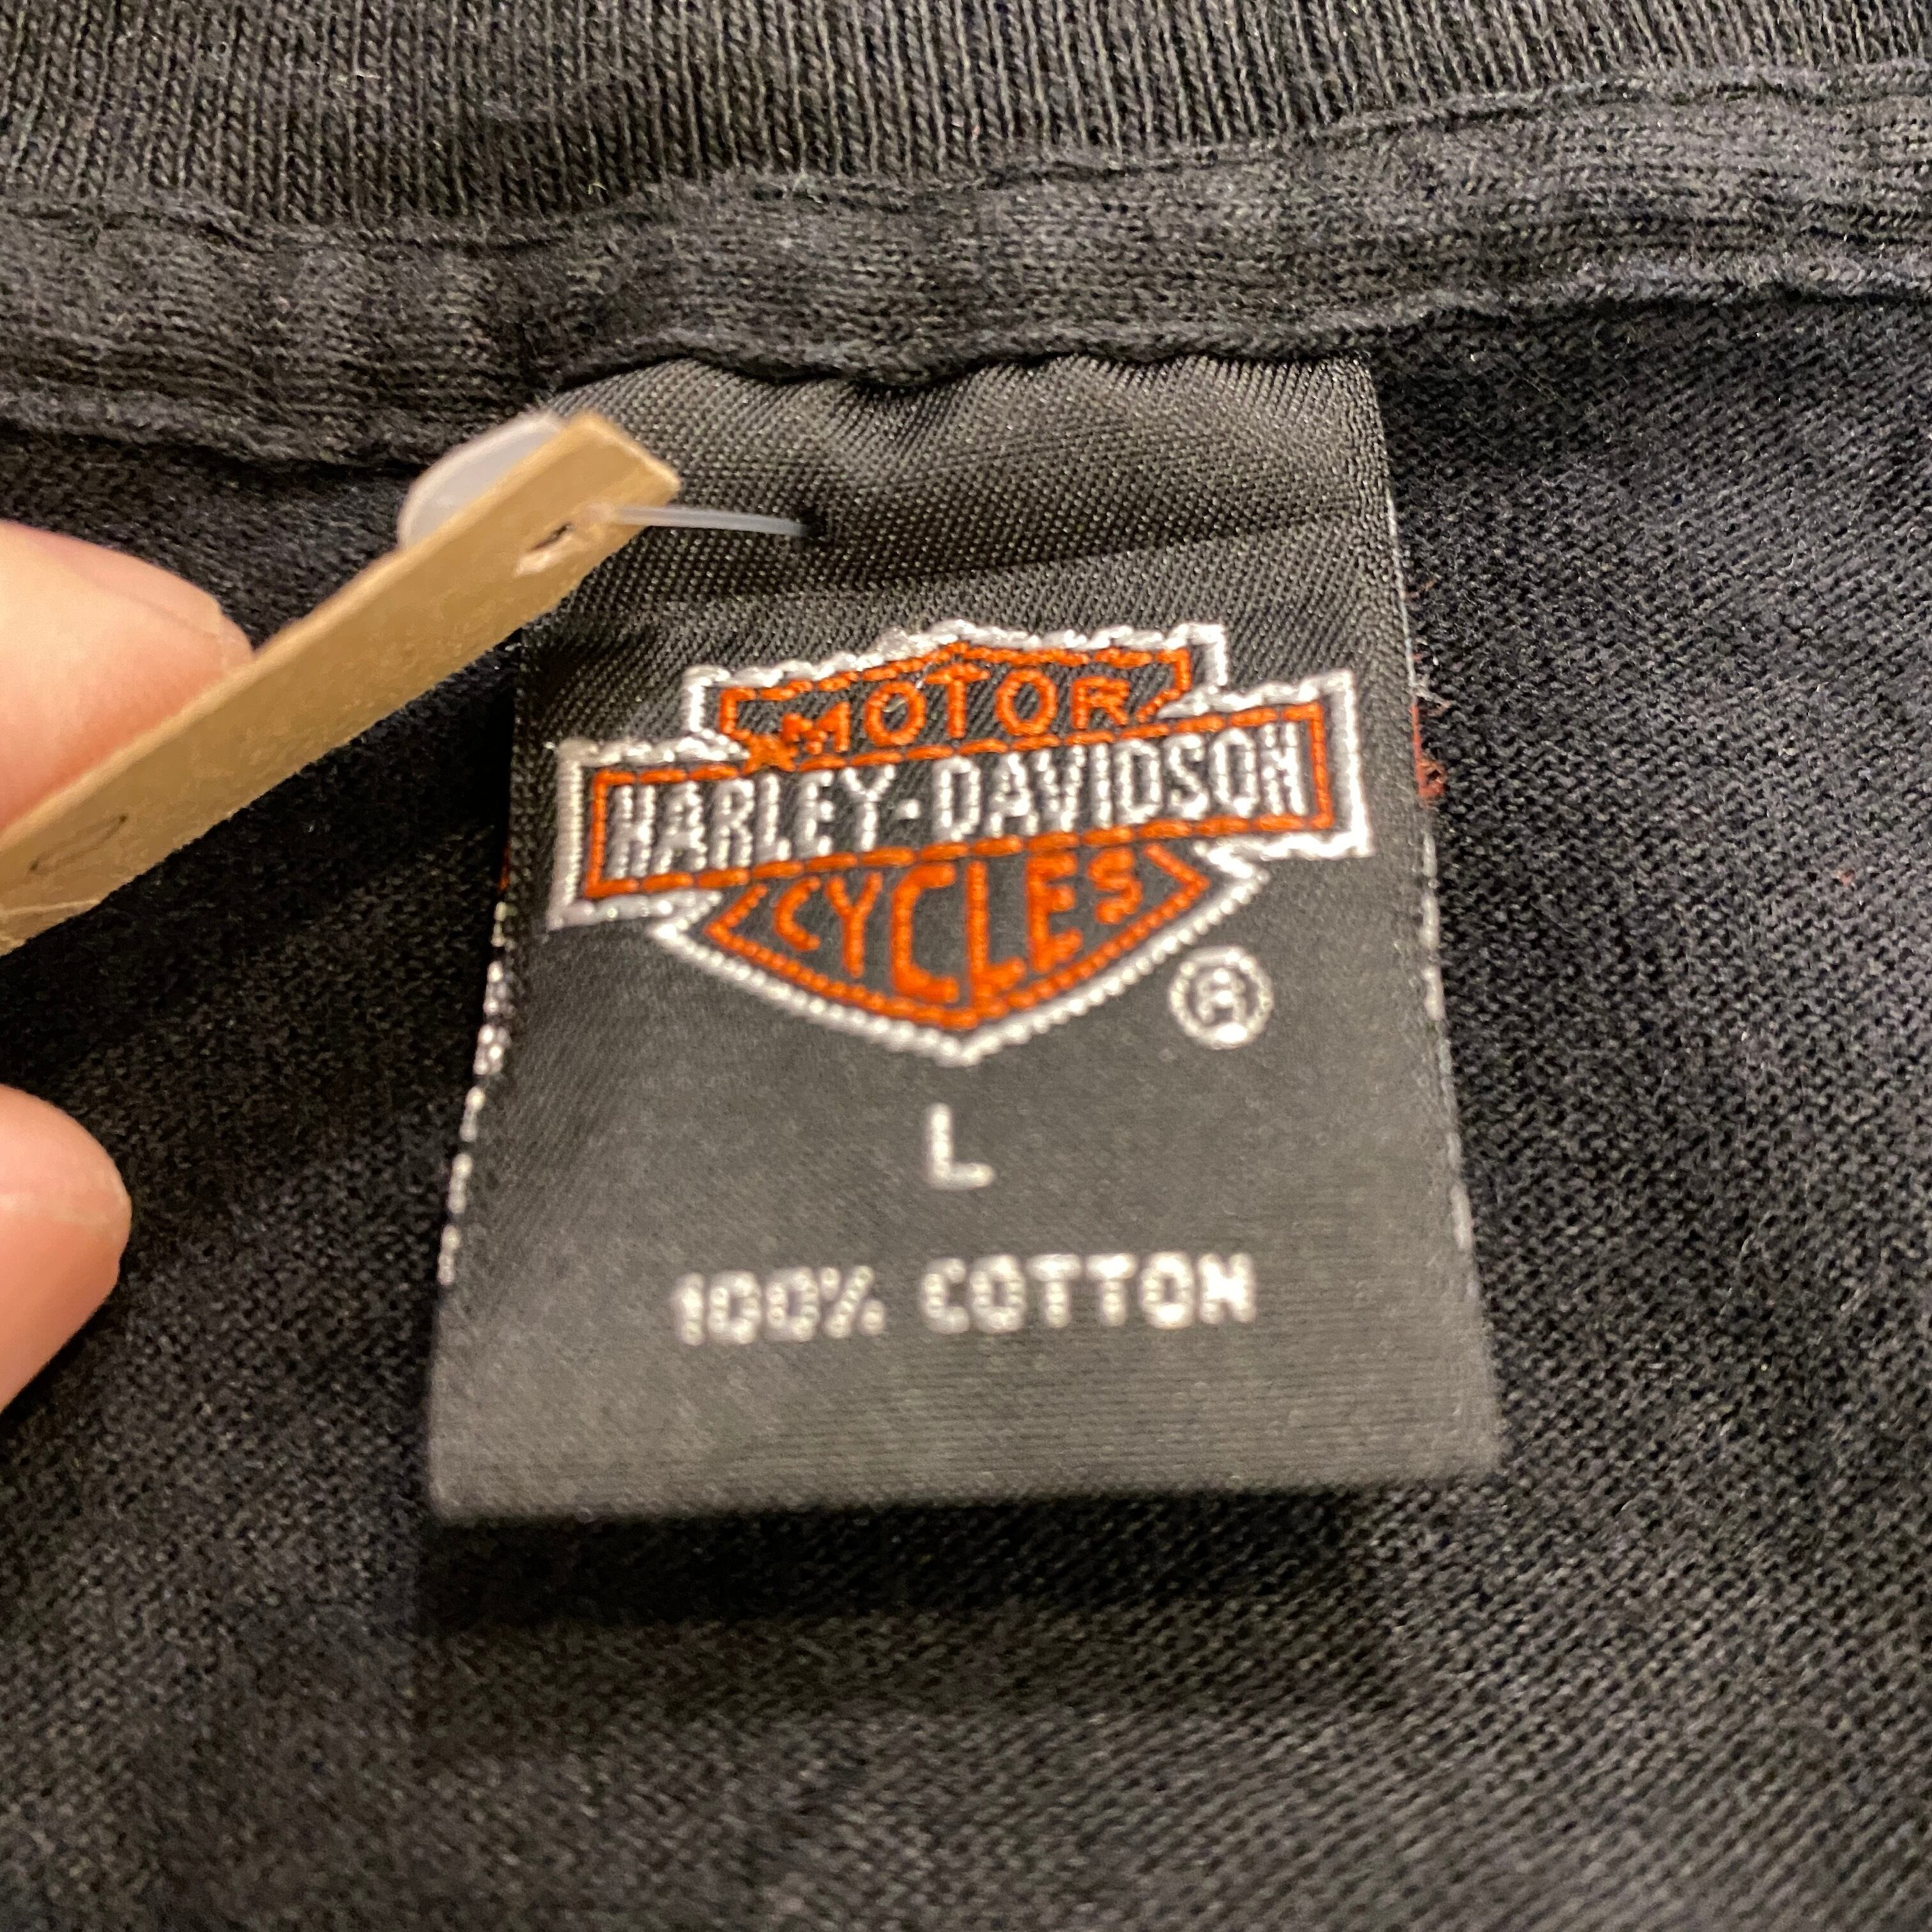 MOTOR
HARLEY-DAVIDSON
CYCLES
®
L
100% COTTON